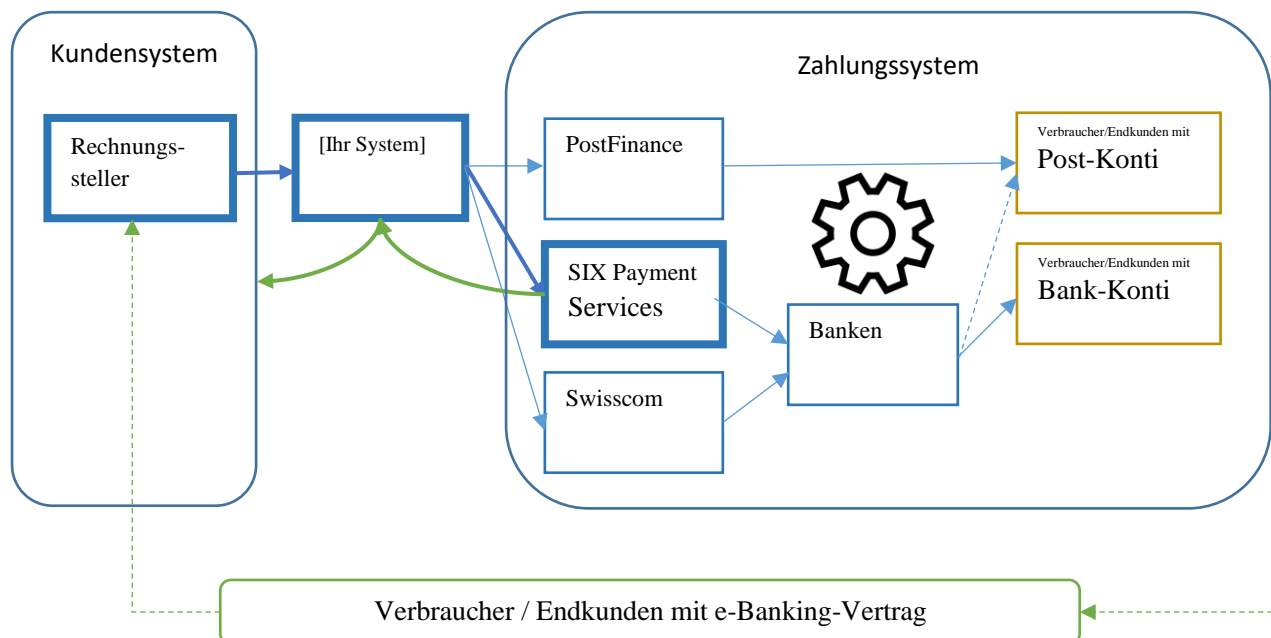 Kundensystem
Zahlungssystem
Rechnungs-
steller
[Ihr System]
PostFinance
Verbraucher/Endkunden mit
Post-Konti
SIX Payment
Services
Verbraucher/Endkunden mit
Bank-Konti
Banken
Swisscom
Verbraucher / Endkunden mit e-Banking-Vertrag